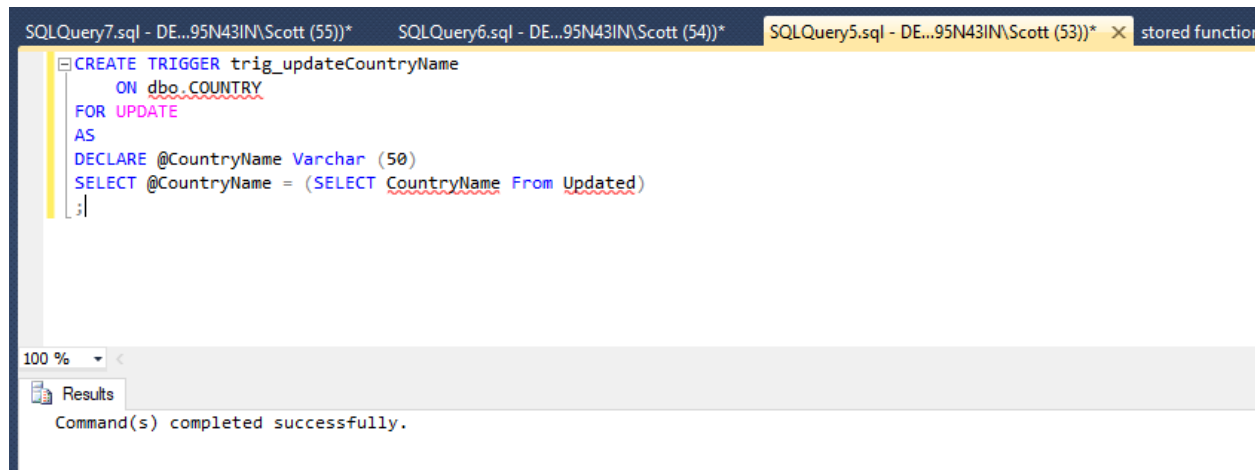 SQLQuery7.sql - DE...95N43IN\Scott (55))* SQLQuery6.sql - DE...95N43IN\Scott (54))* SQLQuery5.sql - DE...95N43IN\Scott (53))* stored function
CREATE TRIGGER trig_updateCountryName
ON dbo.COUNTRY
FOR UPDATE
AS
DECLARE @CountryName Varchar (50)
SELECT @CountryName = (SELECT CountryName From Updated)
;
100 %
Results
Command(s) completed successfully.